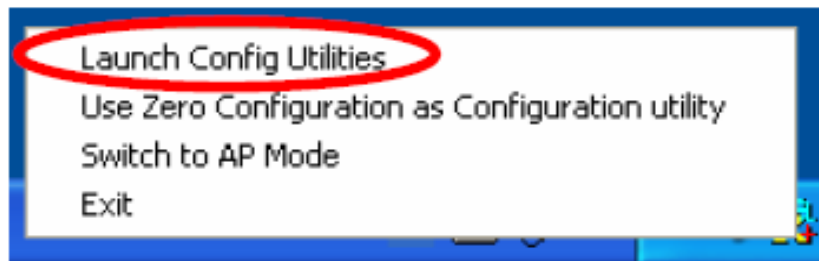 Launch Config Utilities
Use Zero Configuration as Configuration utility
Switch to AP Mode
Exit